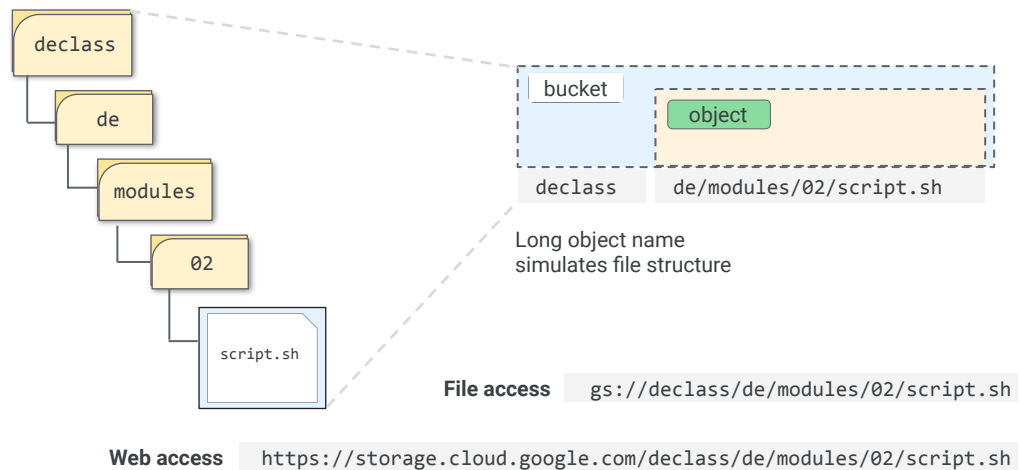 declass
de
modules
02
script.sh
bucket
object
declass
de/modules/02/script.sh
Long object name
simulates file structure
File access gs://declass/de/modules/02/script.sh
Web access https://storage.cloud.google.com/declass/de/modules/02/script.sh